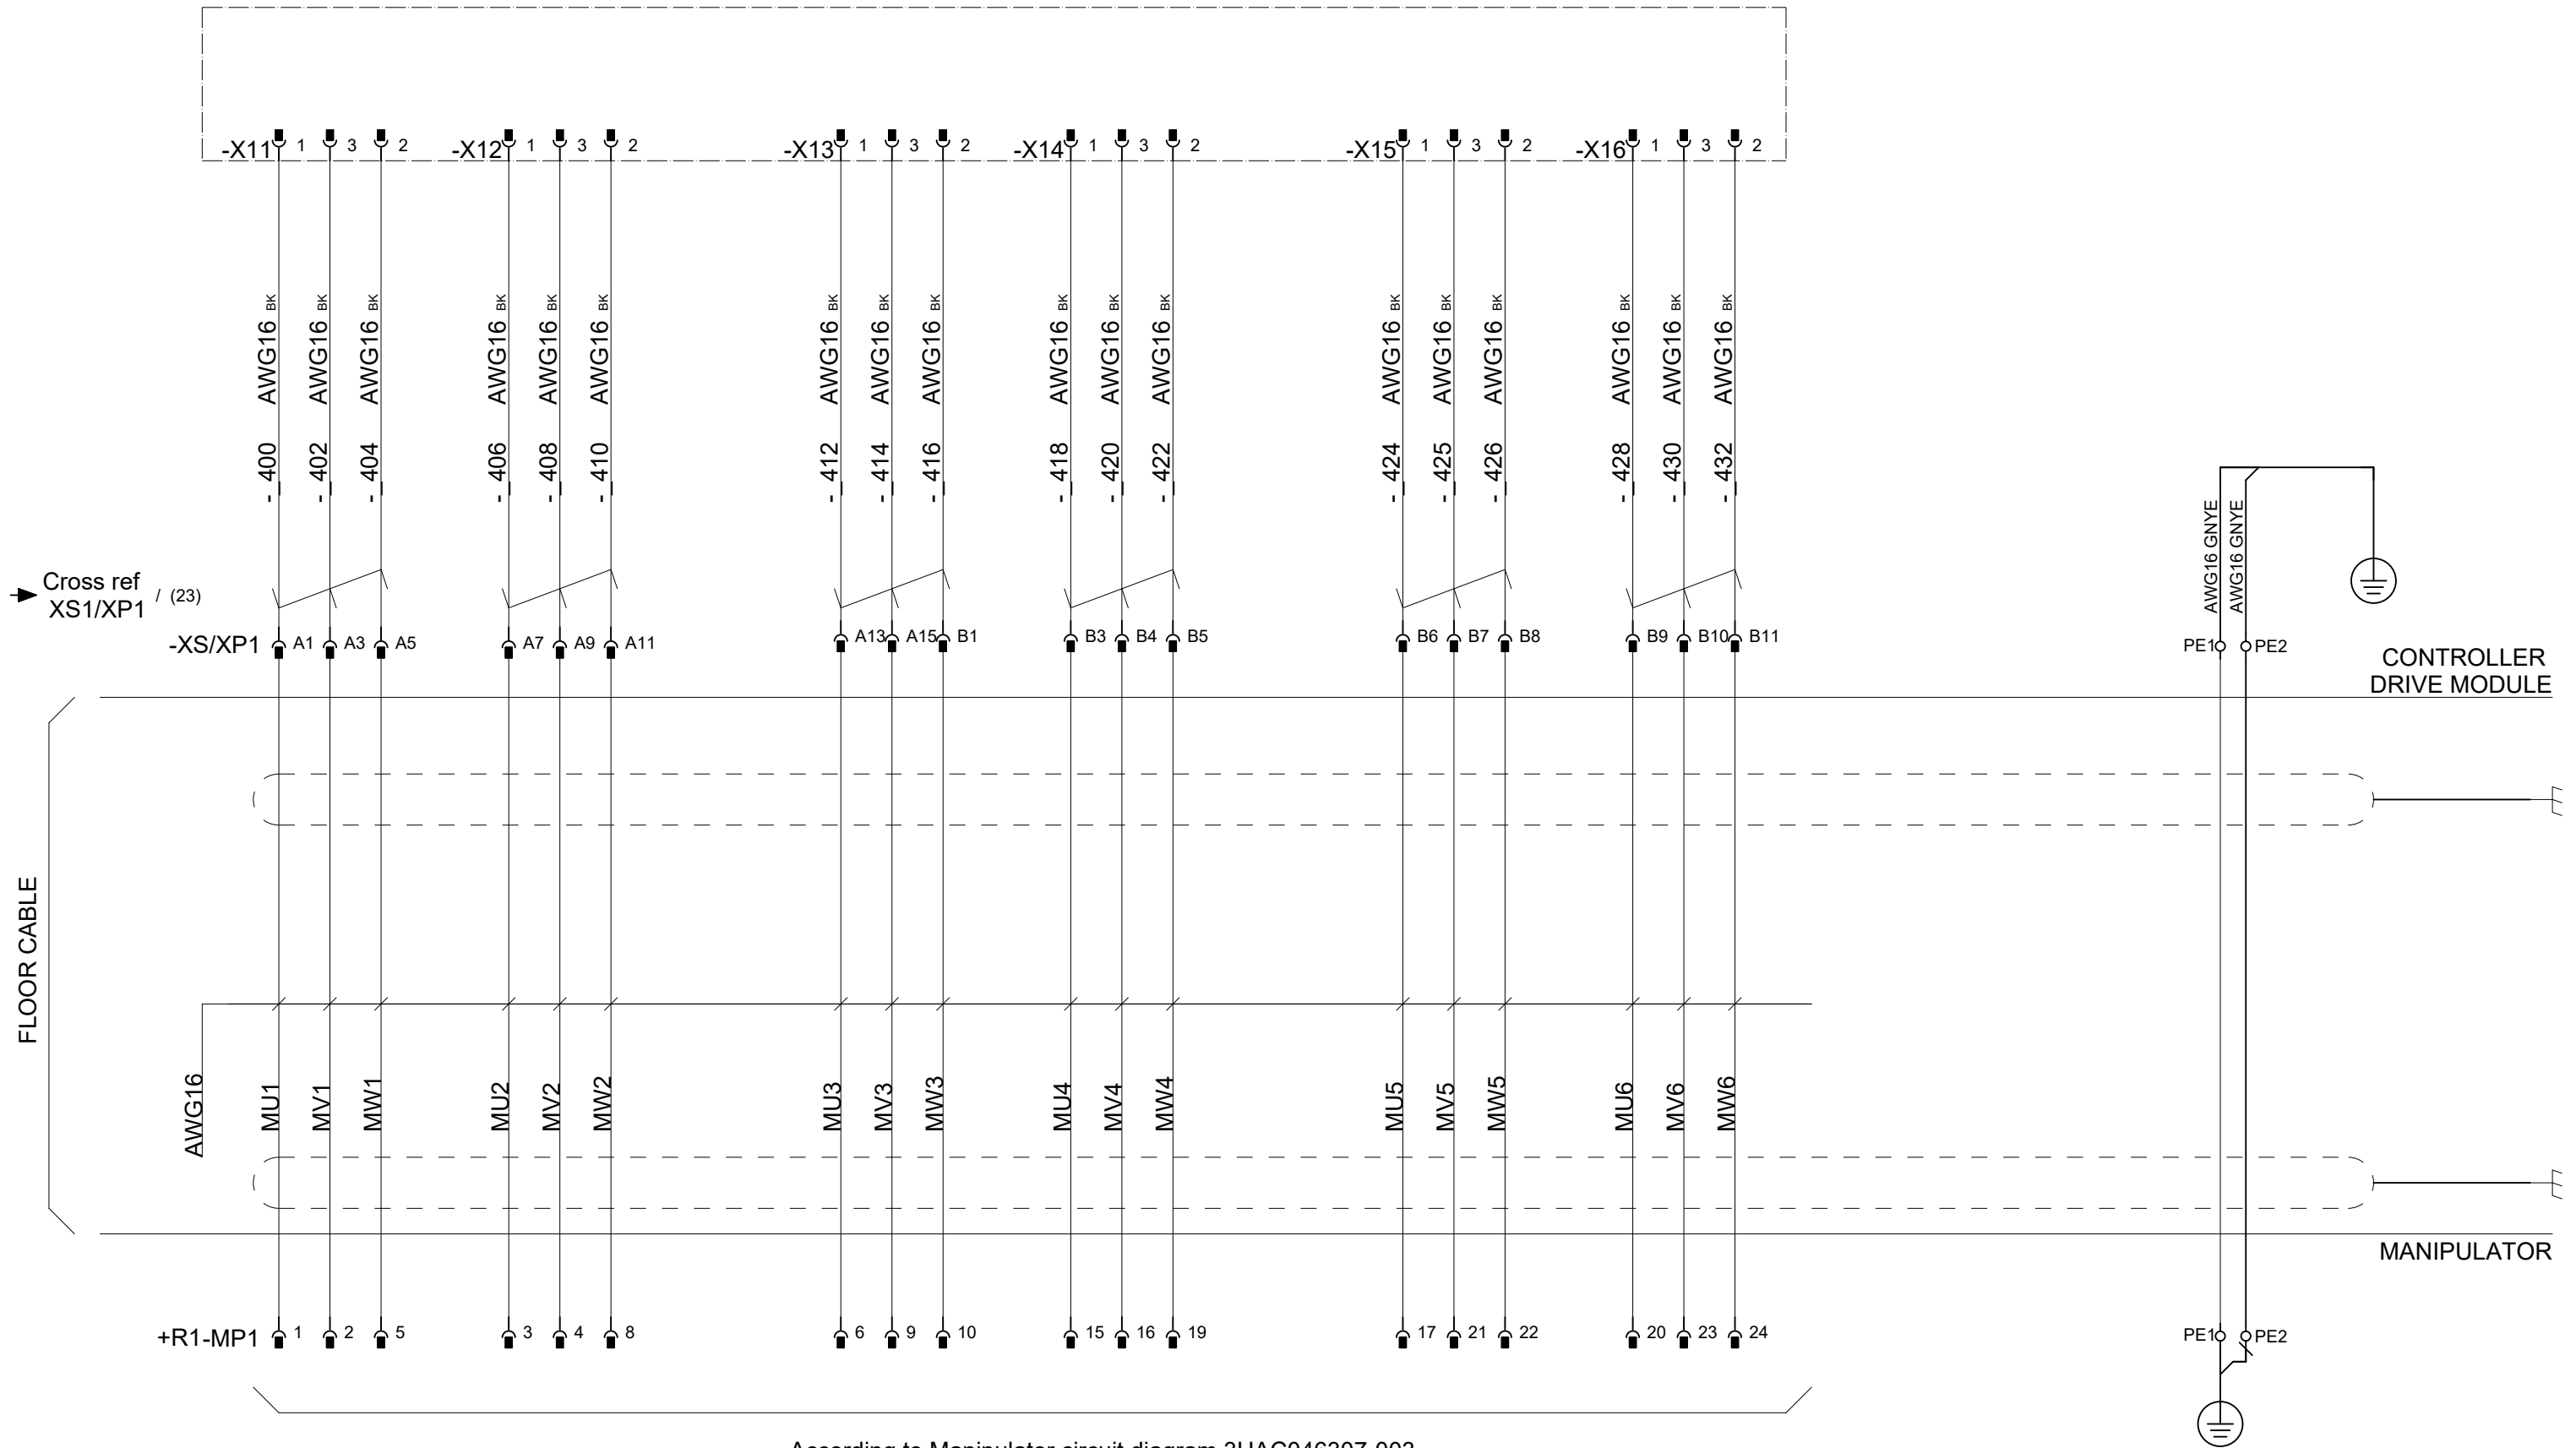 -X11 1 3 2 -X12 1 3 2 -X13 1 3 2 -X14 1 3 2 -X15 1 3 2 -X16 1 3 2
AWG16 BK AWG16 BK AWG16 BK AWG16 BK AWG16 BK AWG16 BK AWG16 BK AWG16 BK AWG16 BK AWG16 BK AWG16 BK AWG16 BK AWG16 BK AWG16 BK AWG16 BK AWG16 BK AWG16 BK AWG16 BK
- 400 - 402 - 404 - 406 - 408 - 410 - 412 - 414 - 416 - 418 - 420 - 422 - 424 - 425 - 426 - 428 - 430 - 432
AWG16 GNYE AWG16 GNYE
Cross ref
XS1/XP1 / (23)
-XS/XP1 A1 A3 A5 A7 A9 A11 A13 A15 B1 B3 B4 B5 B6 B7 B8 B9 B10 B11 PE1 PE2
CONTROLLER
DRIVE MODULE
FLOOR CABLE
AWG16 MU1 MV1 MW1 MU2 MV2 MW2 MU3 MV3 MW3 MU4 MV4 MW4 MU5 MV5 MW5 MU6 MV6 MW6
MANIPULATOR
+R1-MP1 1 2 5 3 4 8 6 9 10 15 16 19 17 21 22 20 23 24 PE1 PE2
According to Manipulator circuit diagram 3HAC046307-003